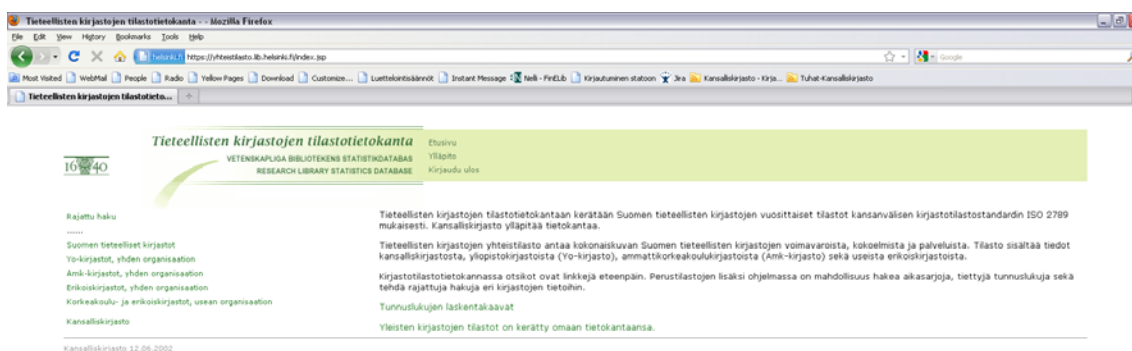 Tieteellisten kirjastojen tilastotietokanta - - Mozilla Firefox
File Edit View History Bookmarks Tools Help
helsinki.fi https://yhteistilasto.lib.helsinki.fi/index.jsp Google
Most Visited WebMail People Radio Yellow Pages Download Customize... Luettelointisäännöt Instant Message Nelli - FinELib Kirjautuminen statoon Jira Kansalliskirjasto - Kirja... Tuhat-Kansalliskirjasto
Tieteellisten kirjastojen tilastotieto...
Tieteellisten kirjastojen tilastotietokanta
VETENSKAPLIGA BIBLIOTEKENS STATISTIKDATABAS
RESEARCH LIBRARY STATISTICS DATABASE
1640
Etusivu
Ylläpito
Kirjaudu ulos
Rajattu haku
......
Suomen tieteelliset kirjastot
Yo-kirjastot, yhden organisaation
Amk-kirjastot, yhden organisaation
Erikoiskirjastot, yhden organisaation
Korkeakoulu- ja erikoiskirjastot, usean organisaation
Kansalliskirjasto
Tieteellisten kirjastojen tilastotietokantaan kerätään Suomen tieteellisten kirjastojen vuosittaiset tilastot kansanvälisen kirjastotilastostandardin ISO 2789
mukaisesti. Kansalliskirjasto ylläpitää tietokantaa.
Tieteellisten kirjastojen yhteistilasto antaa kokonaiskuvan Suomen tieteellisten kirjastojen voimavaroista, kokoelmista ja palveluista. Tilasto sisältää tiedot
kansalliskirjastosta, yliopistokirjastoista (Yo-kirjasto), ammattikorkeakoulukirjastoista (Amk-kirjasto) sekä useista erikoiskirjastoista.
Kirjastotilastotietokannassa otsikot ovat linkkejä eteenpäin. Perustilastojen lisäksi ohjelmassa on mahdollisuus hakea aikasarjoja, tiettyjä tunnuslukuja sekä
tehdä rajattuja hakuja eri kirjastojen tietoihin.
Tunnuslukujen laskentakaavat
Yleisten kirjastojen tilastot on kerätty omaan tietokantaansa.
Kansalliskirjasto 12.06.2002